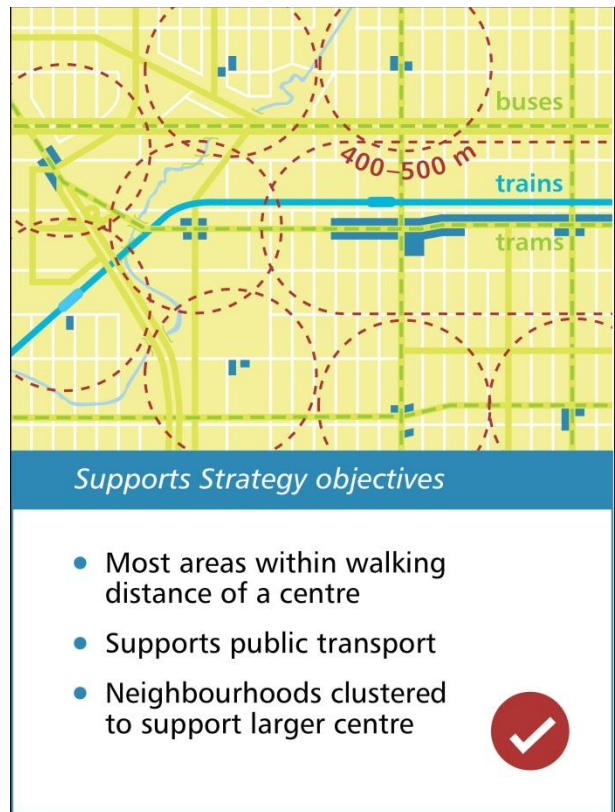 buses
400–500 m
trains
trams
Supports Strategy objectives
• Most areas within walking
distance of a centre
• Supports public transport
• Neighbourhoods clustered
to support larger centre